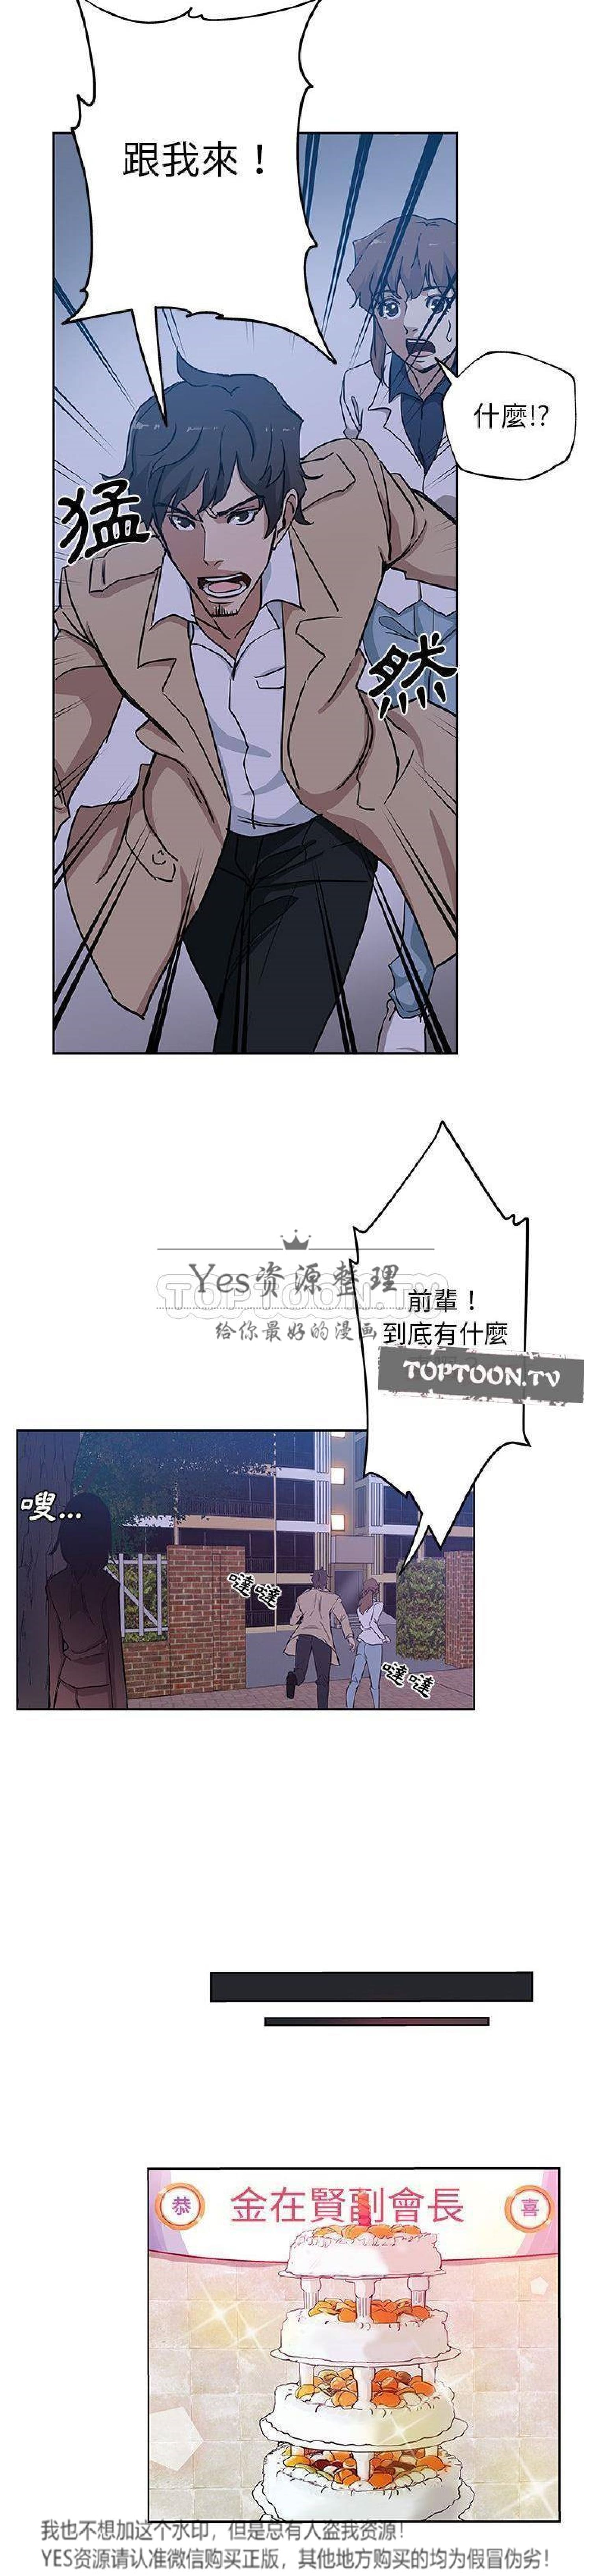 跟我來！
什麼!?
猛
然
Yes资源整理
TOPTOON.TV
给你最好的漫画
前輩！
到底有什麼
TOPTOON.TV
嗖...
噠噠
噠噠
恭
金在賢副會長
喜
我也不想加这个水印，但是总有人盗我资源！
YES资源请认准微信购买正版，其他地方购买的均为假冒伪劣！